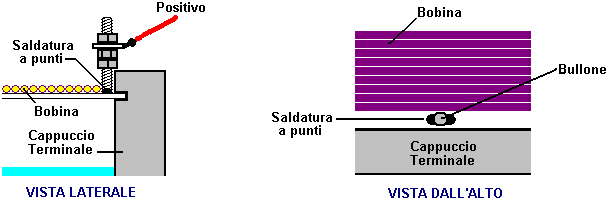 Positivo
Saldatura
a punti
Bobina
Cappuccio
Terminale
VISTA LATERALE
Bobina
Bullone
Saldatura
a punti
Cappuccio
Terminale
VISTA DALL'ALTO